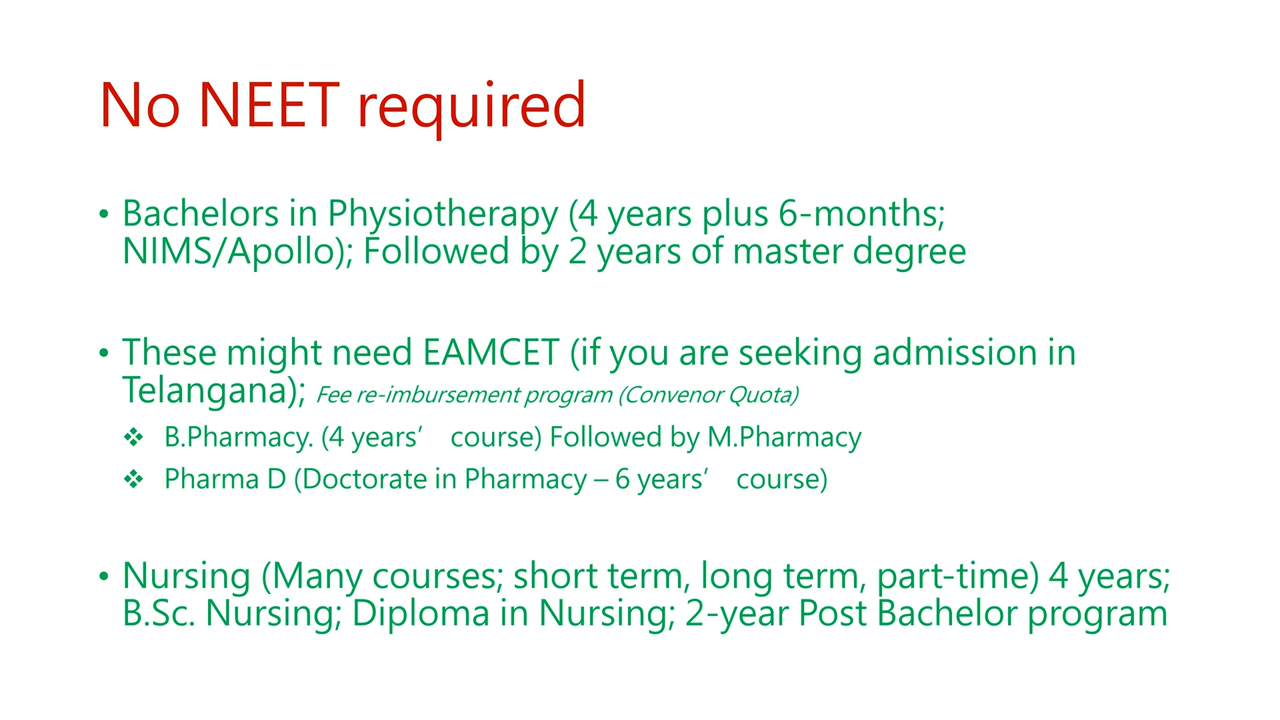 No NEET required
• Bachelors in Physiotherapy (4 years plus 6-months;
NIMS/Apollo); Followed by 2 years of master degree
• These might need EAMCET (if you are seeking admission in
Telangana); Fee re-imbursement program (Convenor Quota)
❖ B.Pharmacy. (4 years’ course) Followed by M.Pharmacy
❖ Pharma D (Doctorate in Pharmacy – 6 years’ course)
• Nursing (Many courses; short term, long term, part-time) 4 years;
B.Sc. Nursing; Diploma in Nursing; 2-year Post Bachelor program